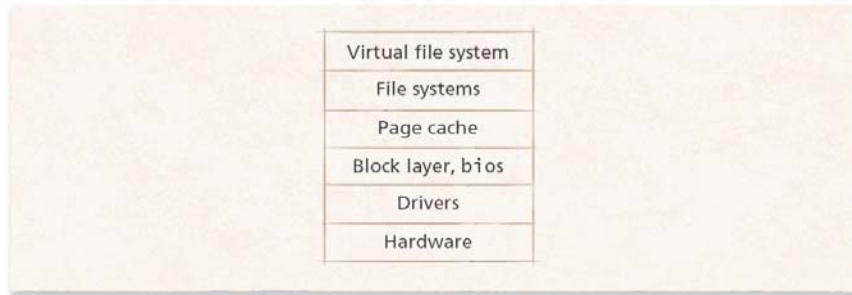 Virtual file system
File systems
Page cache
Block layer, bios
Drivers
Hardware